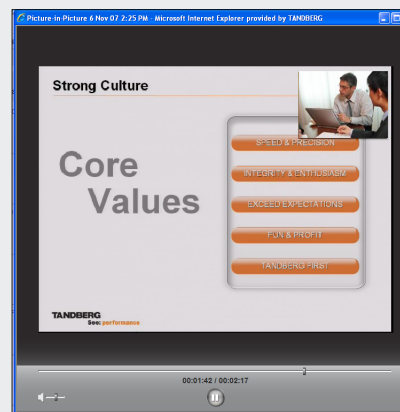 Picture-in-Picture 6 Nov 07 2:25 PM - Microsoft Internet Explorer provided by TANDBERG
Strong Culture
Core
Values
SPEED & PRECISION
INTEGRITY & ENTHUSIASM
EXCEED EXPECTATIONS
FUN & PROFIT
TANDBERG FIRST
TANDBERG
See: performance
00:01:42 / 00:02:17